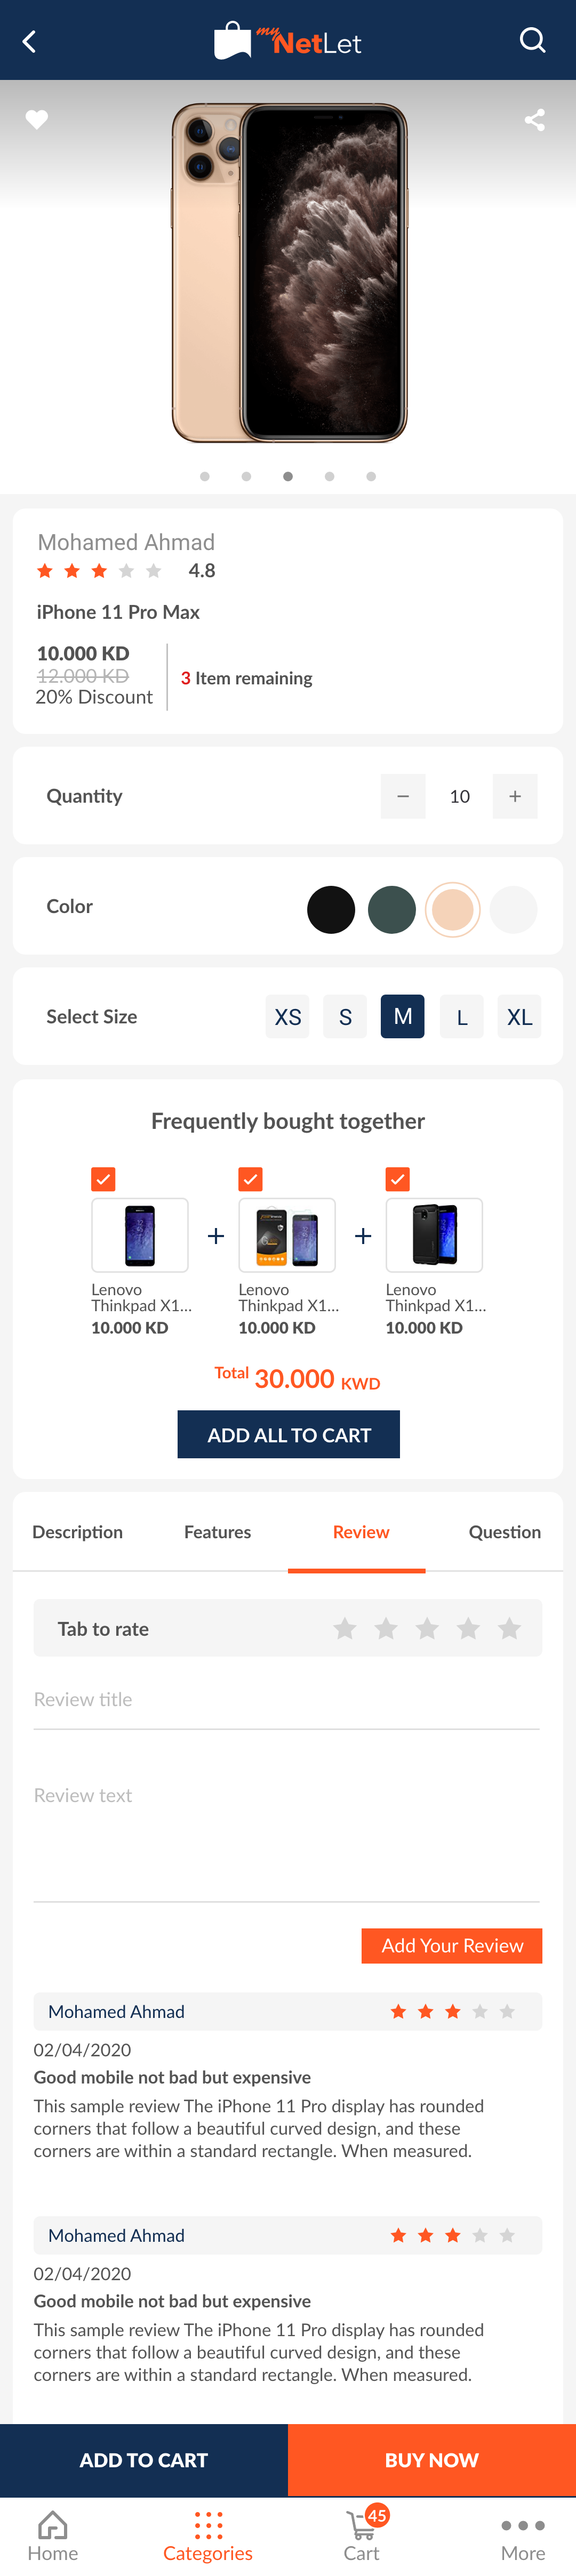 my NetLet
Mohamed Ahmad
4.8
iPhone 11 Pro Max
10.000 KD
12.000 KD
20% Discount
3 Item remaining
Quantity
− 10 +
Color
Select Size
XS S M L XL
Frequently bought together
+ +
Lenovo
Thinkpad X1...
10.000 KD
Lenovo
Thinkpad X1...
10.000 KD
Lenovo
Thinkpad X1...
10.000 KD
Total 30.000 KWD
ADD ALL TO CART
Description Features Review Question
Tab to rate
Review title
Review text
Add Your Review
Mohamed Ahmad
02/04/2020
Good mobile not bad but expensive
This sample review The iPhone 11 Pro display has rounded
corners that follow a beautiful curved design, and these
corners are within a standard rectangle. When measured.
Mohamed Ahmad
02/04/2020
Good mobile not bad but expensive
This sample review The iPhone 11 Pro display has rounded
corners that follow a beautiful curved design, and these
corners are within a standard rectangle. When measured.
ADD TO CART BUY NOW
45
Home Categories Cart More